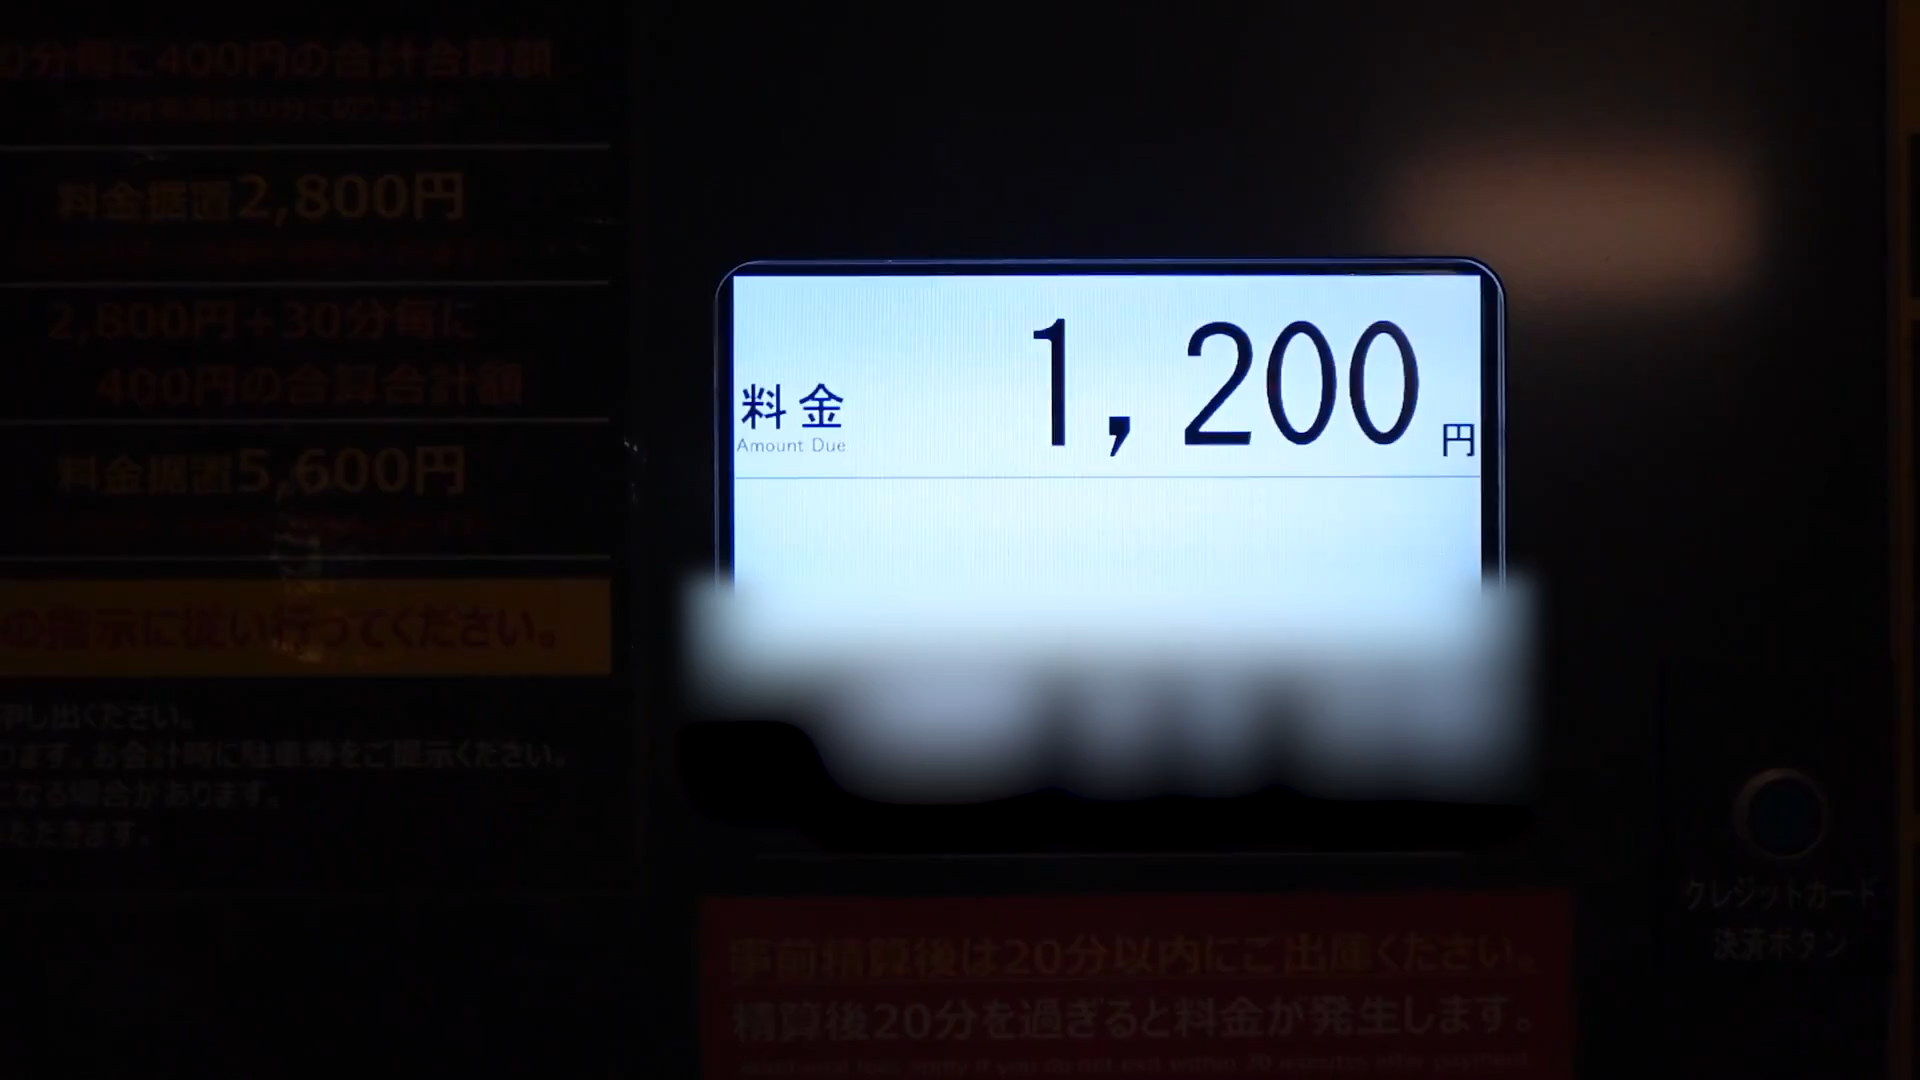 0分毎に400円の合計合算額
料金据置2,800円
2,800円+30分毎に
400円の合算合計額
料金据置5,600円
の指示に従い行ってください。
申し出ください。
ります。お会計時に駐車券をご提示ください。
になる場合があります。
いただきます。
料金
Amount Due
1,200円
事前精算後は20分以内にご出庫ください。
精算後20分を過ぎると料金が発生します。
クレジットカード
決済ボタン